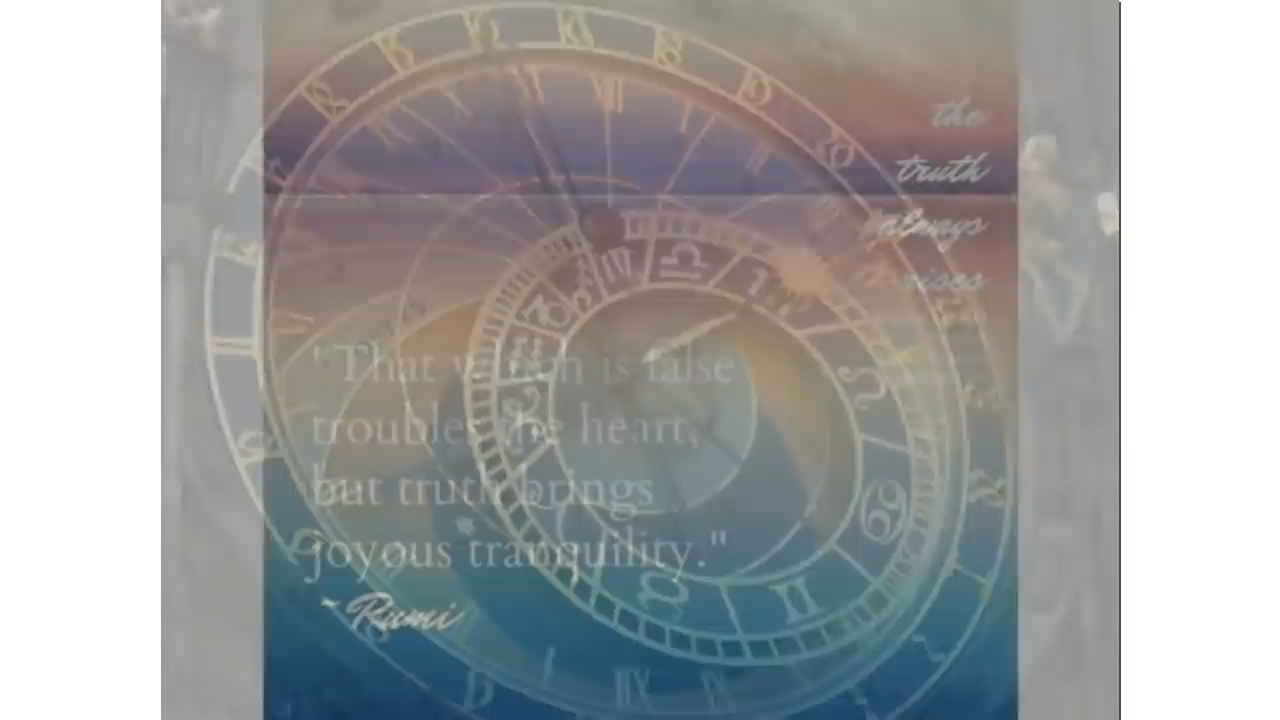 the
truth
always
rises
"That which is false
troubles the heart,
but truth brings
joyous tranquility."
~ Rumi